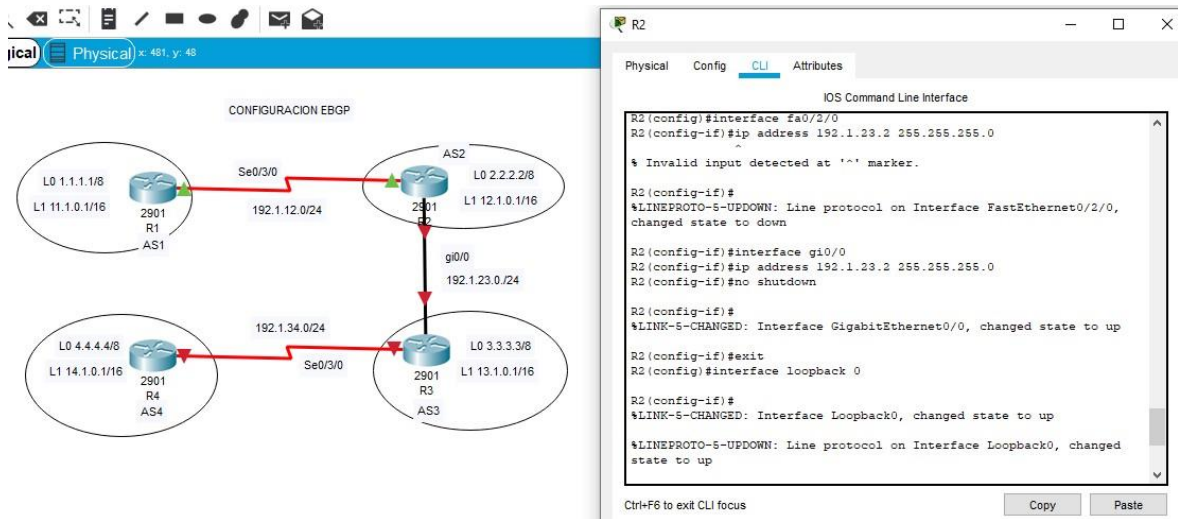 ical)
Physical
x: 481, y: 48
CONFIGURACION EBGP
L0 1.1.1.1/8
L1 11.1.0.1/16
2901
R1
AS1
Se0/3/0
192.1.12.0/24
AS2
L0 2.2.2.2/8
L1 12.1.0.1/16
2901
R2
gi0/0
192.1.23.0./24
L0 4.4.4.4/8
L1 14.1.0.1/16
2901
R4
AS4
192.1.34.0/24
Se0/3/0
L0 3.3.3.3/8
L1 13.1.0.1/16
2901
R3
AS3
R2
Physical Config CLI Attributes
IOS Command Line Interface
R2(config)#interface fa0/2/0
R2(config-if)#ip address 192.1.23.2 255.255.255.0
^
% Invalid input detected at '^' marker.
R2(config-if)#
%LINEPROTO-5-UPDOWN: Line protocol on Interface FastEthernet0/2/0,
changed state to down
R2(config-if)#interface gi0/0
R2(config-if)#ip address 192.1.23.2 255.255.255.0
R2(config-if)#no shutdown
R2(config-if)#
%LINK-5-CHANGED: Interface GigabitEthernet0/0, changed state to up
R2(config-if)#exit
R2(config)#interface loopback 0
R2(config-if)#
%LINK-5-CHANGED: Interface Loopback0, changed state to up
%LINEPROTO-5-UPDOWN: Line protocol on Interface Loopback0, changed
state to up
Ctrl+F6 to exit CLI focus
Copy
Paste